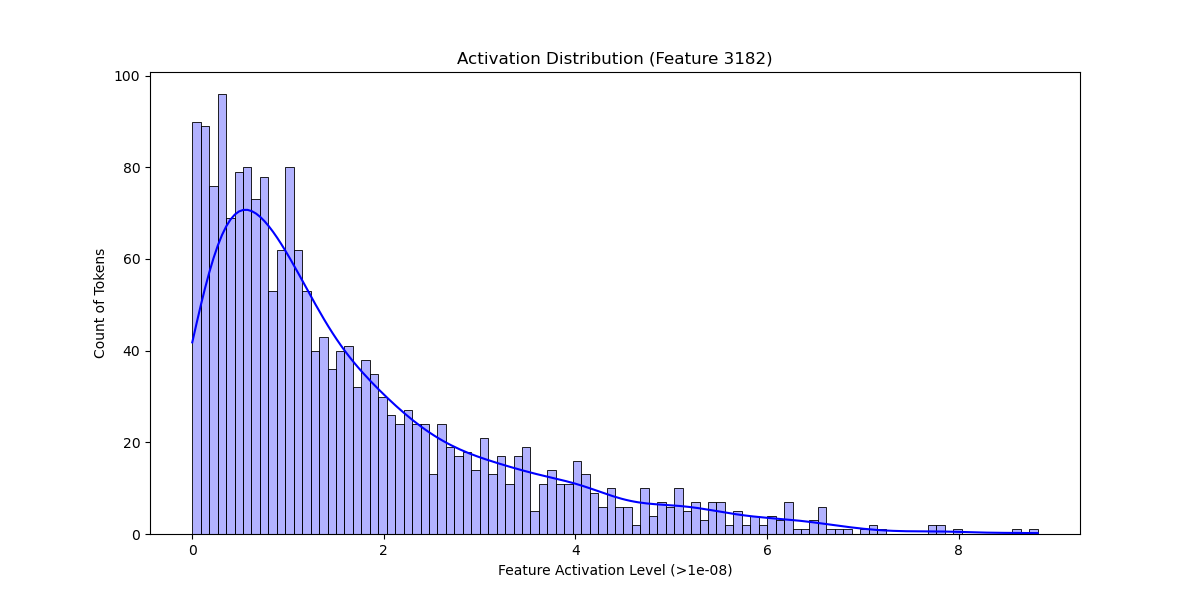 Activation Distribution (Feature 3182)
100
80
60
40
20
0
Count of Tokens
0 2 4 6 8
Feature Activation Level (>1e-08)